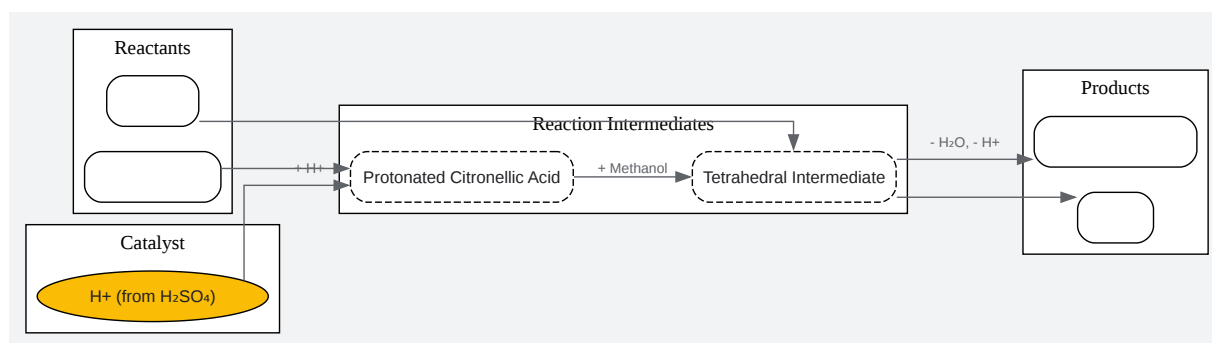 Reactants
Products
Reaction Intermediates
- H₂O, - H+
+ H+
Protonated Citronellic Acid
+ Methanol
Tetrahedral Intermediate
Catalyst
H+ (from H₂SO₄)